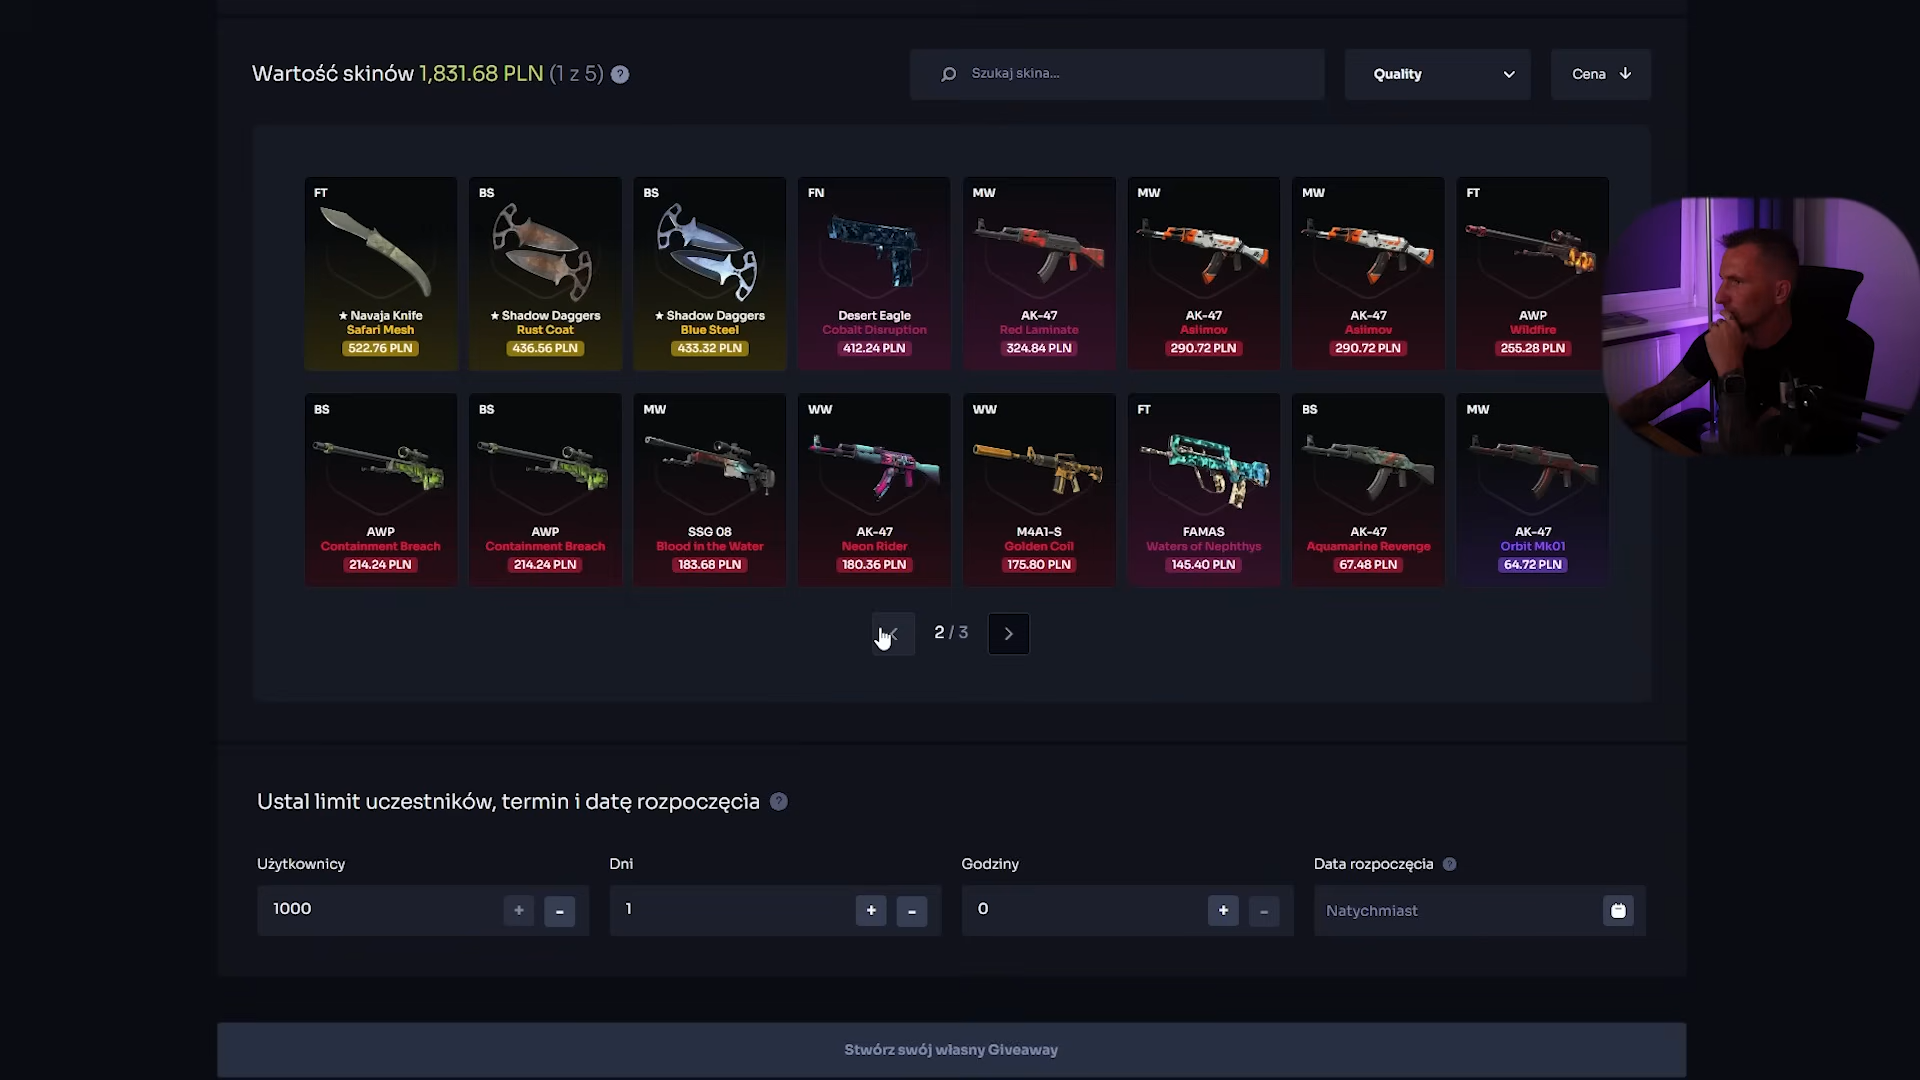 Wartość skinów 1,831.68 PLN (1 z 5) ?
Szukaj skina...
Quality
Cena
FT
★ Navaja Knife
Safari Mesh
522.76 PLN
BS
★ Shadow Daggers
Rust Coat
436.56 PLN
BS
★ Shadow Daggers
Blue Steel
433.32 PLN
FN
Desert Eagle
Cobalt Disruption
412.24 PLN
MW
AK-47
Red Laminate
324.84 PLN
MW
AK-47
Asiimov
290.72 PLN
MW
AK-47
Asiimov
290.72 PLN
FT
AWP
Wildfire
255.28 PLN
BS
AWP
Containment Breach
214.24 PLN
BS
AWP
Containment Breach
214.24 PLN
MW
SSG 08
Blood in the Water
183.68 PLN
WW
AK-47
Neon Rider
180.36 PLN
WW
M4A1-S
Golden Coil
175.80 PLN
FT
FAMAS
Waters of Nephthys
145.40 PLN
BS
AK-47
Aquamarine Revenge
67.48 PLN
MW
AK-47
Orbit Mk01
64.72 PLN
2 / 3
Ustal limit uczestników, termin i datę rozpoczęcia ?
Użytkownicy
1000 + -
Dni
1 + -
Godziny
0 + -
Data rozpoczęcia ?
Natychmiast
Stwórz swój własny Giveaway